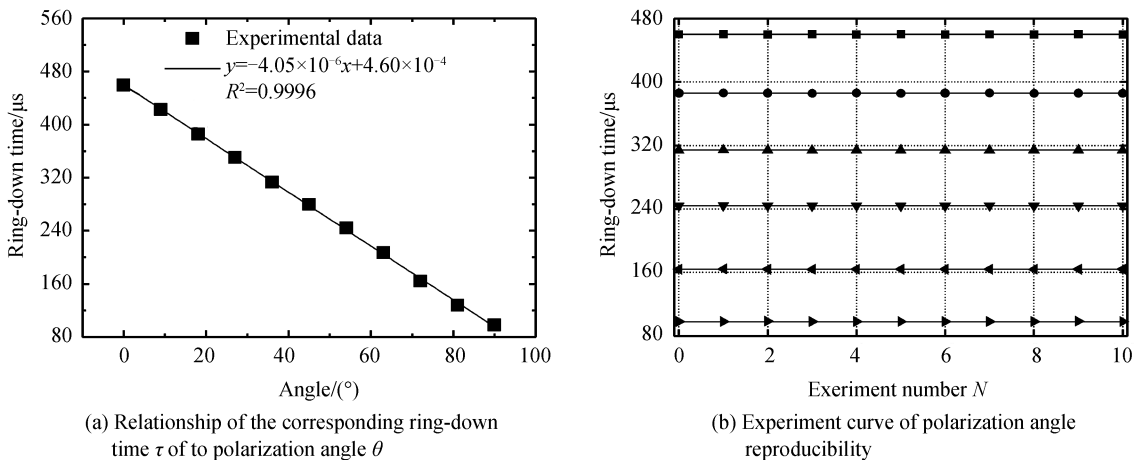 560
480
400
320
240
160
80
Ring-down time/μs
Experimental data
y=−4.05×10⁻⁶x+4.60×10⁻⁴
R²=0.9996
0 20 40 60 80 100
Angle/(°)
(a) Relationship of the corresponding ring-down
time τ of to polarization angle θ
480
400
320
240
160
80
Ring-down time/μs
0 2 4 6 8 10
Exeriment number N
(b) Experiment curve of polarization angle
reproducibility